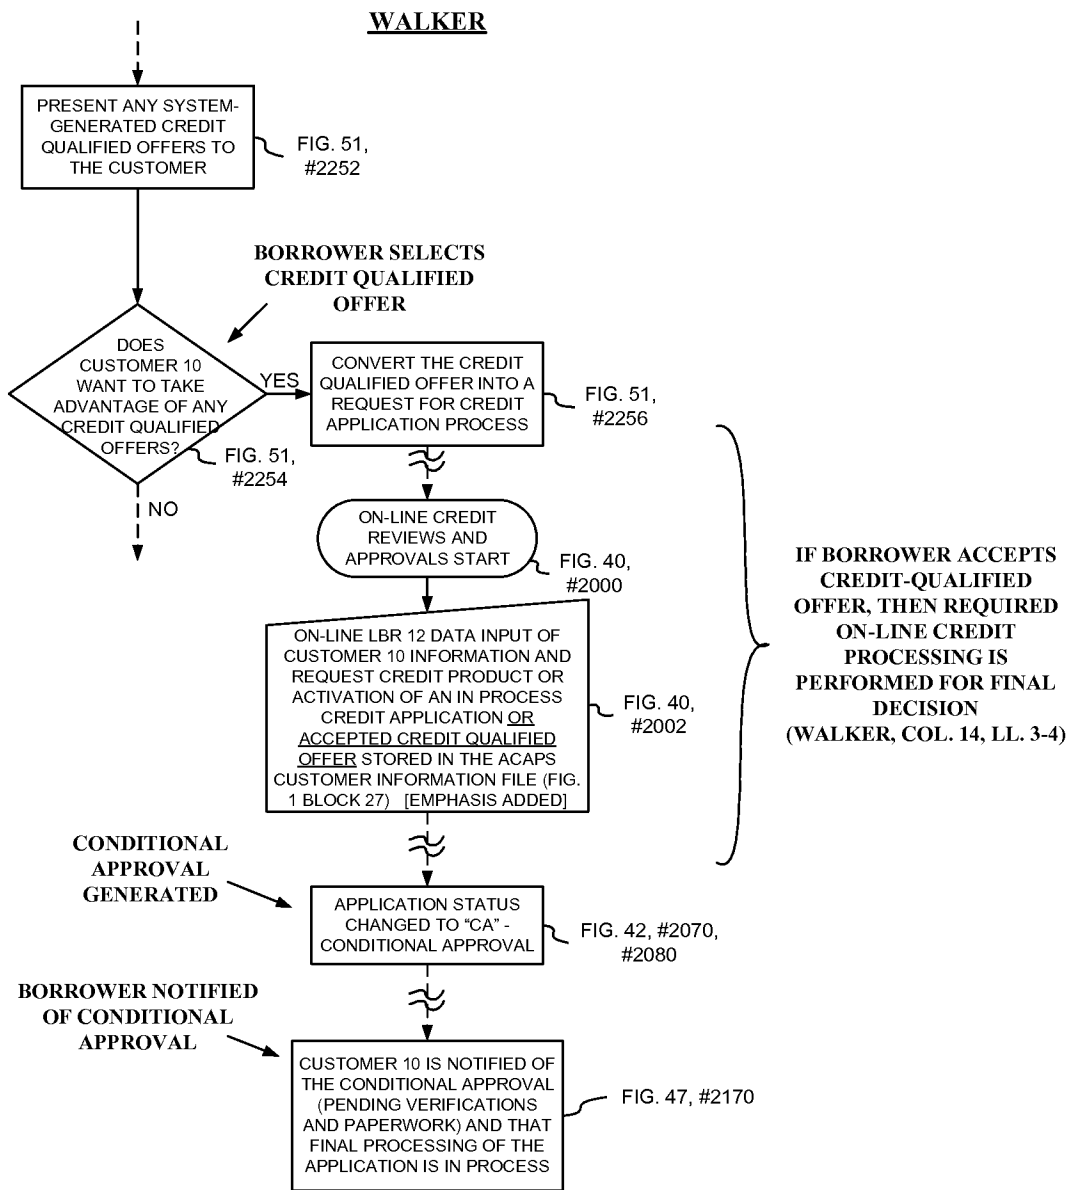 WALKER
PRESENT ANY SYSTEM-
GENERATED CREDIT
QUALIFIED OFFERS TO
THE CUSTOMER
FIG. 51,
#2252
BORROWER SELECTS
CREDIT QUALIFIED
OFFER
DOES
CUSTOMER 10
WANT TO TAKE
ADVANTAGE OF ANY
CREDIT QUALIFIED
OFFERS?
FIG. 51,
#2254
YES
NO
CONVERT THE CREDIT
QUALIFIED OFFER INTO A
REQUEST FOR CREDIT
APPLICATION PROCESS
FIG. 51,
#2256
ON-LINE CREDIT
REVIEWS AND
APPROVALS START
FIG. 40,
#2000
ON-LINE LBR 12 DATA INPUT OF
CUSTOMER 10 INFORMATION AND
REQUEST CREDIT PRODUCT OR
ACTIVATION OF AN IN PROCESS
CREDIT APPLICATION OR
ACCEPTED CREDIT QUALIFIED
OFFER STORED IN THE ACAPS
CUSTOMER INFORMATION FILE (FIG.
1 BLOCK 27) [EMPHASIS ADDED]
FIG. 40,
#2002
IF BORROWER ACCEPTS
CREDIT-QUALIFIED
OFFER, THEN REQUIRED
ON-LINE CREDIT
PROCESSING IS
PERFORMED FOR FINAL
DECISION
(WALKER, COL. 14, LL. 3-4)
CONDITIONAL
APPROVAL
GENERATED
APPLICATION STATUS
CHANGED TO “CA” -
CONDITIONAL APPROVAL
FIG. 42, #2070,
#2080
BORROWER NOTIFIED
OF CONDITIONAL
APPROVAL
CUSTOMER 10 IS NOTIFIED OF
THE CONDITIONAL APPROVAL
(PENDING VERIFICATIONS
AND PAPERWORK) AND THAT
FINAL PROCESSING OF THE
APPLICATION IS IN PROCESS
FIG. 47, #2170